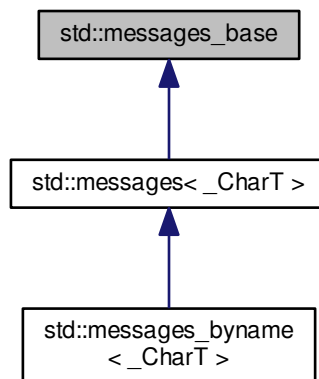 std::messages_base
std::messages< _CharT >
std::messages_byname
< _CharT >